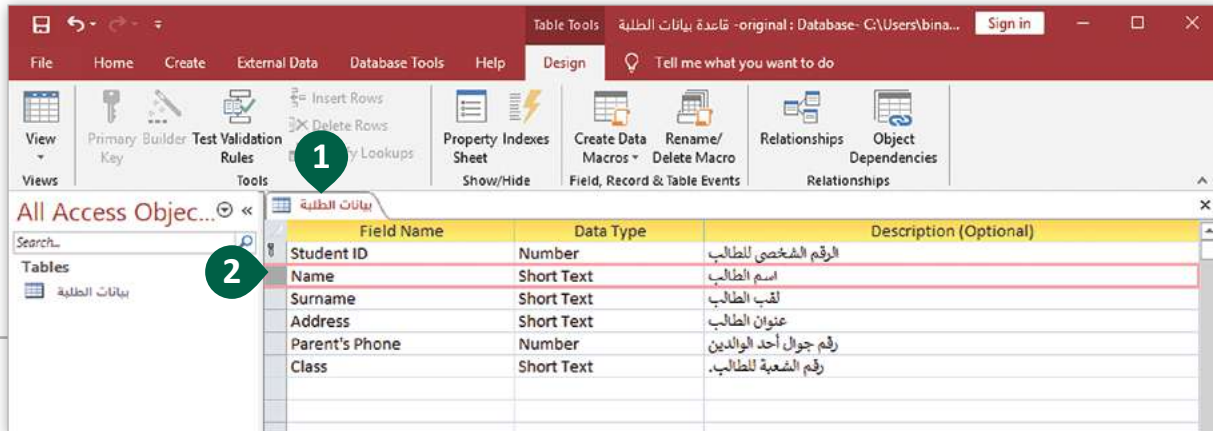 Table Tools قاعدة بيانات الطلبة -original : Database- C:\Users\bina... Sign in
File Home Create External Data Database Tools Help Design Tell me what you want to do
View
Views
Primary Key
Builder
Test Validation Rules
Insert Rows
Delete Rows
Lookups
Tools
Property Sheet
Indexes
Show/Hide
Create Data Macros
Rename/ Delete Macro
Field, Record & Table Events
Relationships
Object Dependencies
Relationships
1
All Access Objec...
بيانات الطلبة
Search...
Tables
بيانات الطلبة
2
Field Name Data Type Description (Optional)
Student ID Number الرقم الشخصي للطالب
Name Short Text اسم الطالب
Surname Short Text لقب الطالب
Address Short Text عنوان الطالب
Parent's Phone Number رقم جوال أحد الوالدين
Class Short Text رقم الشعبة للطالب.